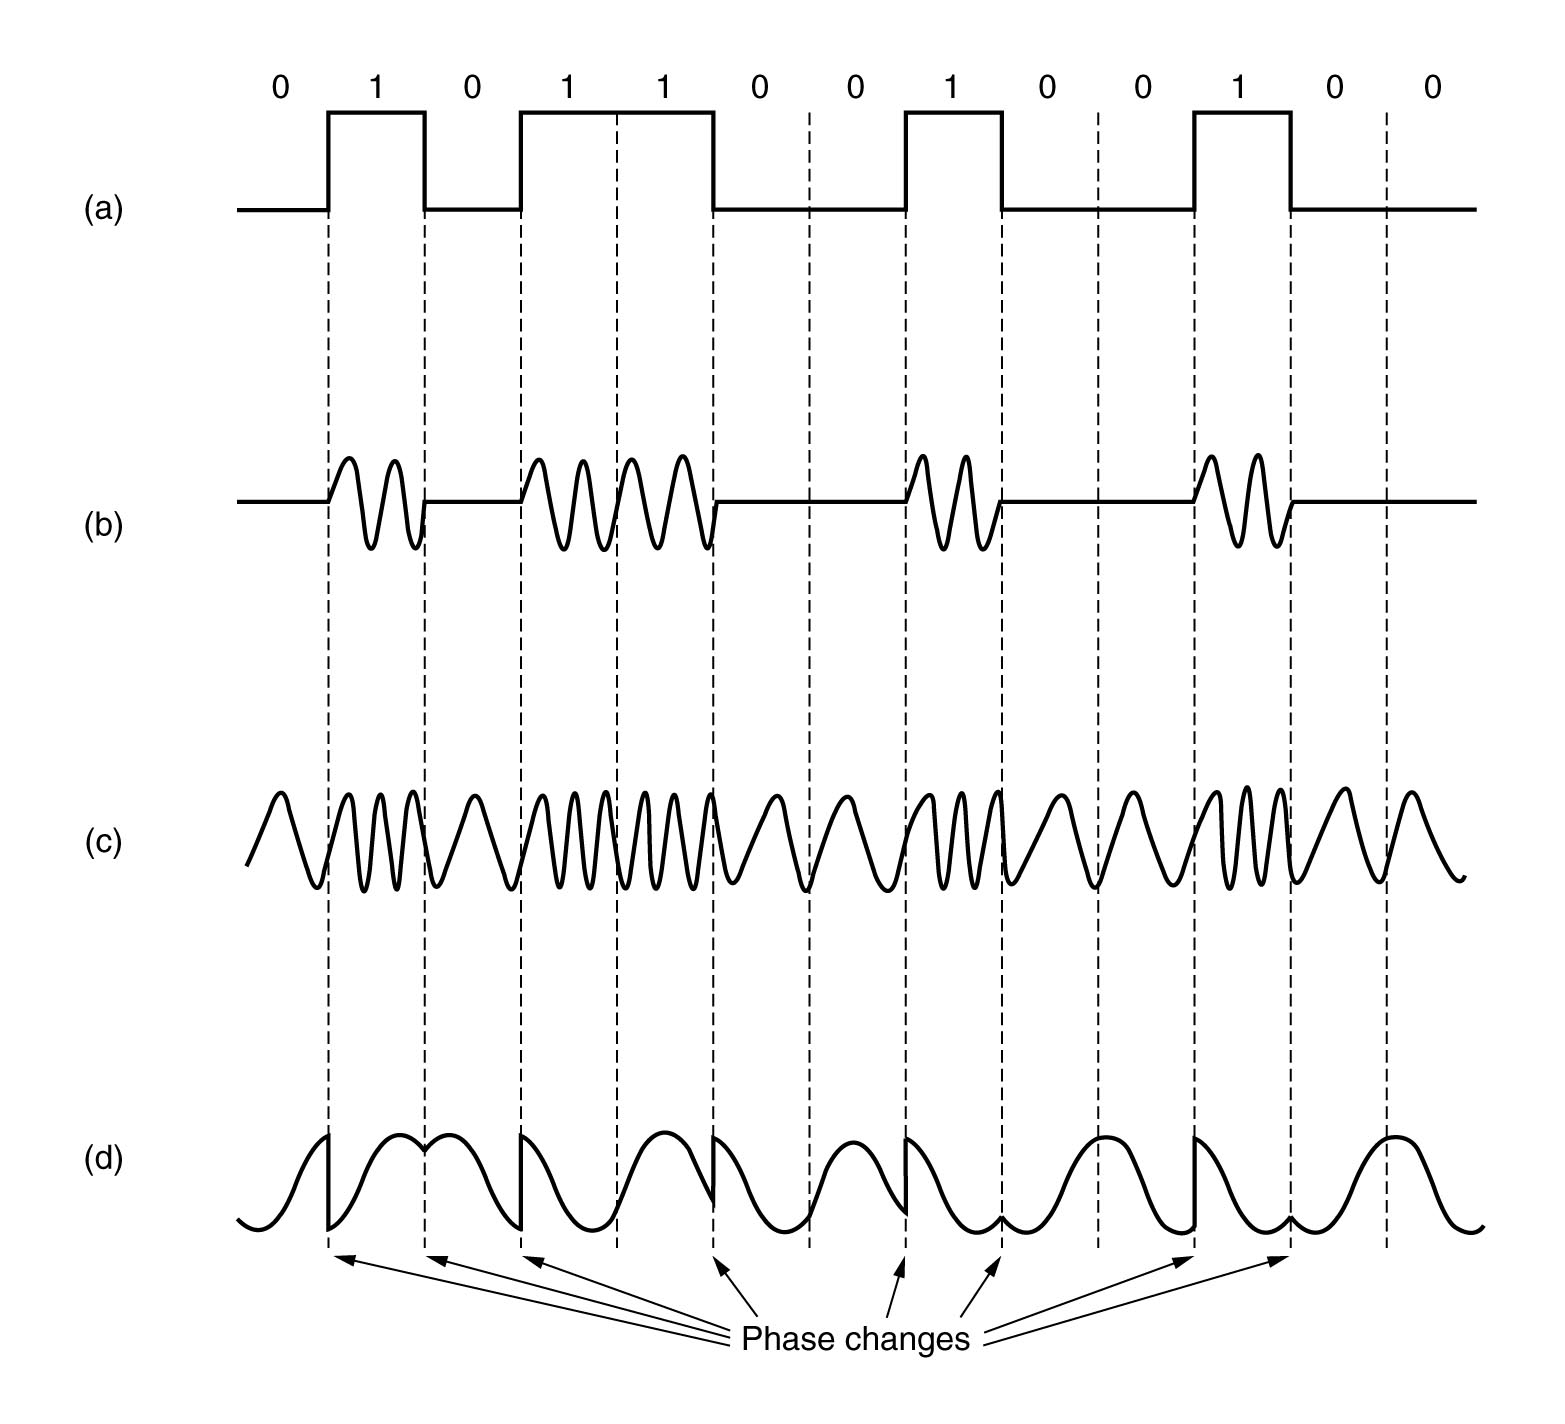 0 1 0 1 1 0 0 1 0 0 1 0 0
(a)
(b)
(c)
(d)
Phase changes